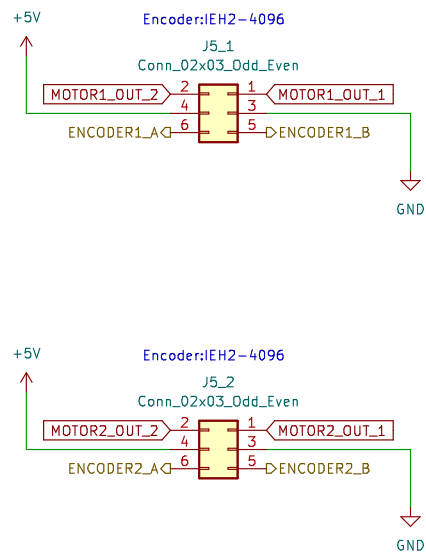 +5V
Encoder:IEH2-4096
J5_1
Conn_02x03_Odd_Even
MOTOR1_OUT_2 2 1 MOTOR1_OUT_1
4 3
ENCODER1_A 6 5 ENCODER1_B
GND
+5V
Encoder:IEH2-4096
J5_2
Conn_02x03_Odd_Even
MOTOR2_OUT_2 2 1 MOTOR2_OUT_1
4 3
ENCODER2_A 6 5 ENCODER2_B
GND